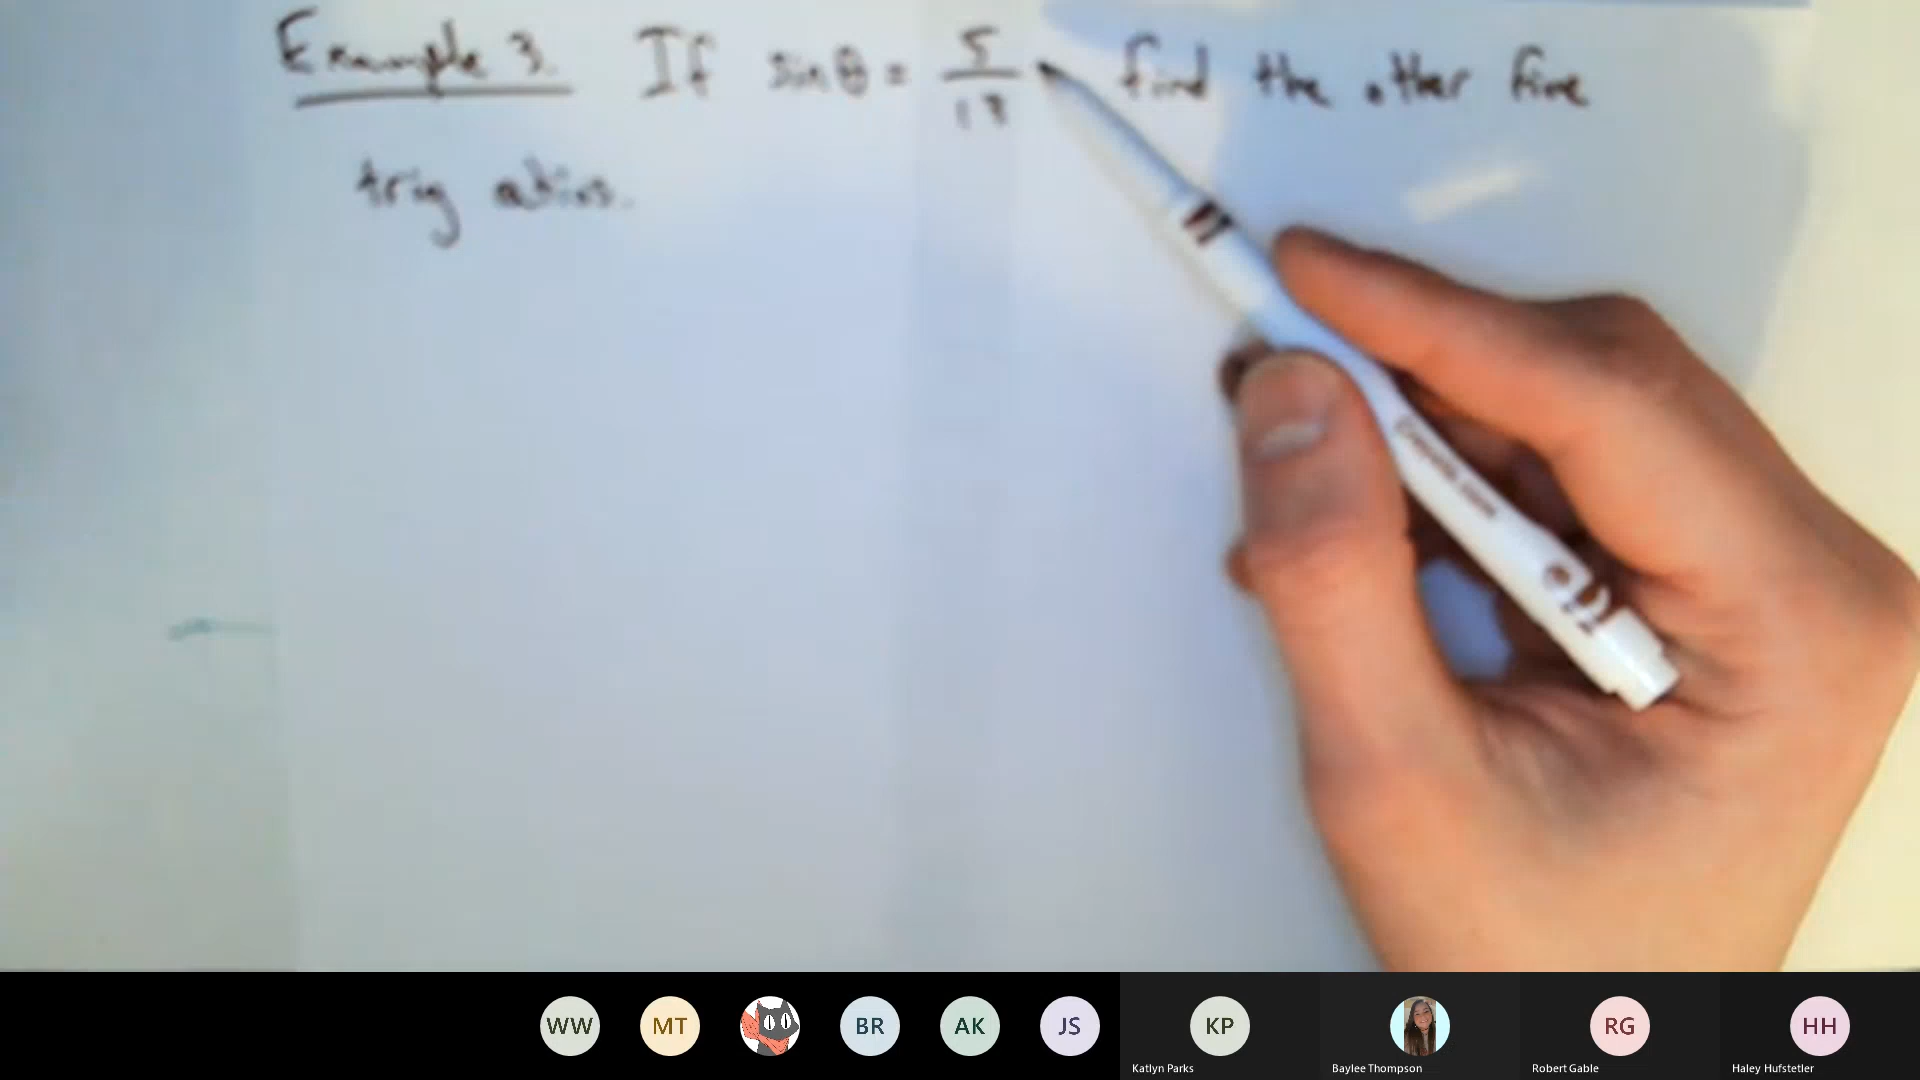 Example 3. If sin θ = 5/13 find the other five
trig ratios.
WW
MT
BR
AK
JS
KP
HH
RG
Katlyn Parks
Baylee Thompson
Robert Gable
Haley Hufstetler